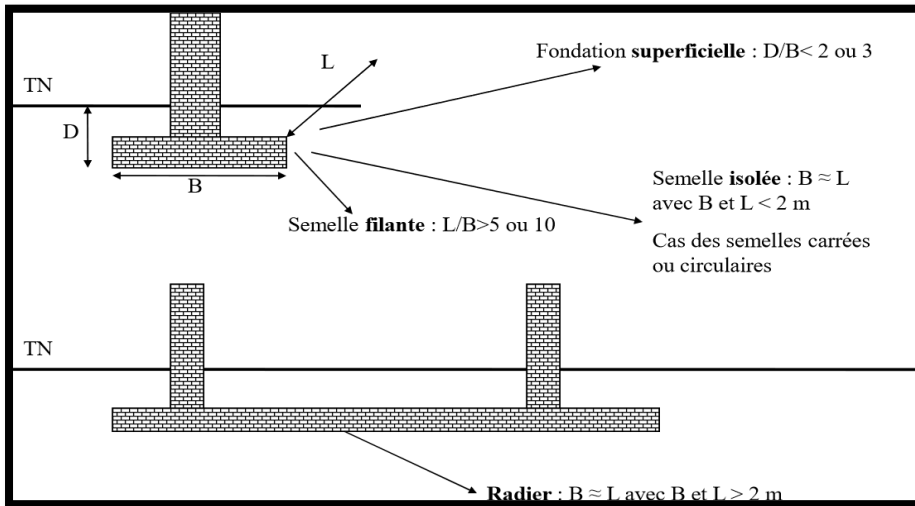 L
Fondation superficielle : D/B< 2 ou 3
TN
D
B
Semelle isolée : B ≈ L
avec B et L < 2 m
Semelle filante : L/B>5 ou 10
Cas des semelles carrées
ou circulaires
TN
Radier : B ≈ L avec B et L > 2 m